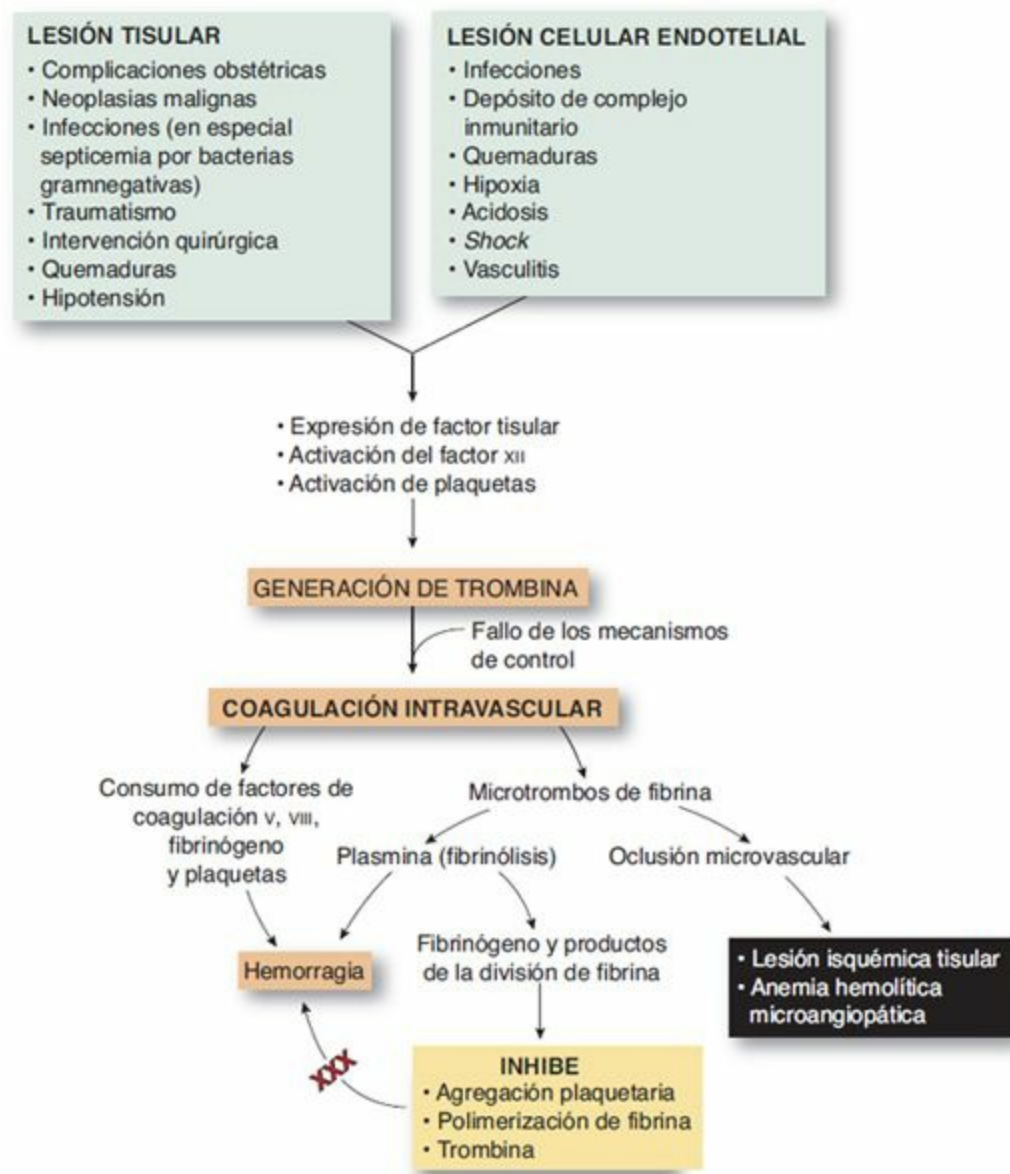 LESIÓN TISULAR
• Complicaciones obstétricas
• Neoplasias malignas
• Infecciones (en especial
septicemia por bacterias
gramnegativas)
• Traumatismo
• Intervención quirúrgica
• Quemaduras
• Hipotensión
LESIÓN CELULAR ENDOTELIAL
• Infecciones
• Depósito de complejo
inmunitario
• Quemaduras
• Hipoxia
• Acidosis
• Shock
• Vasculitis
• Expresión de factor tisular
• Activación del factor XII
• Activación de plaquetas
GENERACIÓN DE TROMBINA
Fallo de los mecanismos
de control
COAGULACIÓN INTRAVASCULAR
Consumo de factores de
coagulación V, VIII,
fibrinógeno
y plaquetas
Microtrombos de fibrina
Plasmina (fibrinólisis)
Oclusión microvascular
Hemorragia
Fibrinógeno y productos
de la división de fibrina
• Lesión isquémica tisular
• Anemia hemolítica
microangiopática
XXX
INHIBE
• Agregación plaquetaria
• Polimerización de fibrina
• Trombina